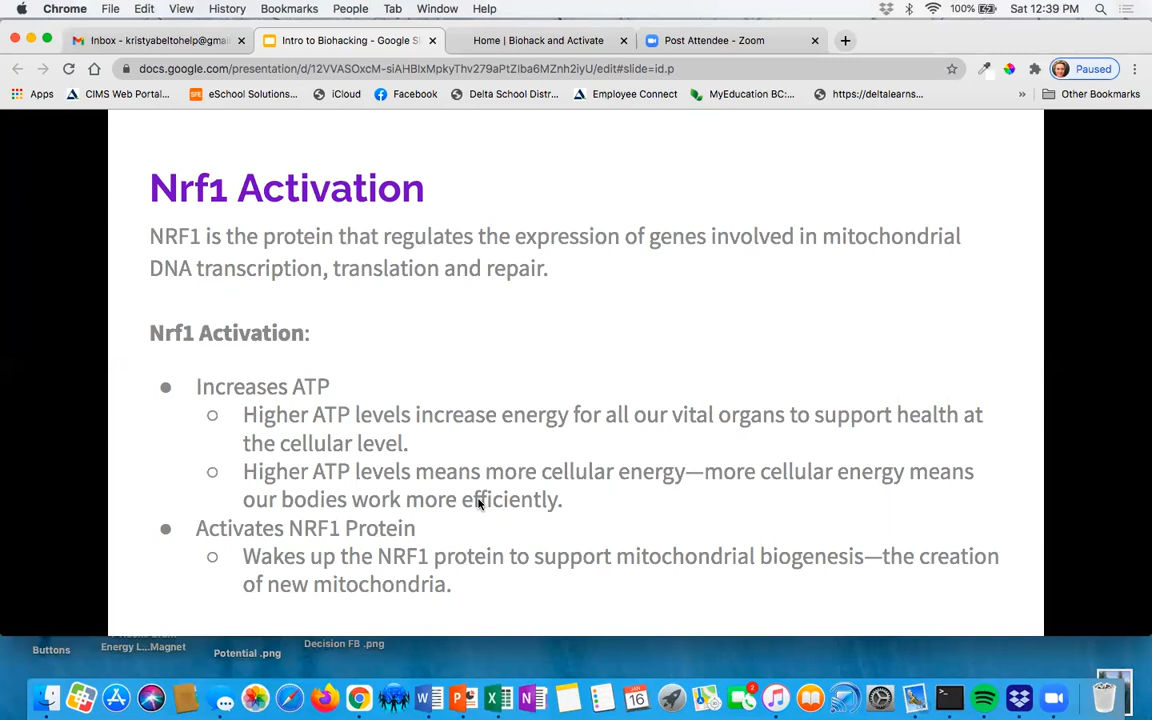 Chrome File Edit View History Bookmarks People Tab Window Help 100% Sat 12:39 PM
Inbox - kristyabeltohelp@gmai Intro to Biohacking - Google Sl Home | Biohack and Activate Post Attendee - Zoom
docs.google.com/presentation/d/12VVASOxcM-siAHBlxMpkyThv279aPtZlba6MZnh2iyU/edit#slide=id.p Paused
Apps CIMS Web Portal... SFE eSchool Solutions... iCloud Facebook Delta School Distr... Employee Connect MyEducation BC:... https://deltalearns... » Other Bookmarks
Nrf1 Activation
NRF1 is the protein that regulates the expression of genes involved in mitochondrial
DNA transcription, translation and repair.
Nrf1 Activation:
● Increases ATP
○ Higher ATP levels increase energy for all our vital organs to support health at
the cellular level.
○ Higher ATP levels means more cellular energy—more cellular energy means
our bodies work more efficiently.
● Activates NRF1 Protein
○ Wakes up the NRF1 protein to support mitochondrial biogenesis—the creation
of new mitochondria.
Buttons
Energy L...Magnet
Potential .png
Decision FB .png
JAN
16
2